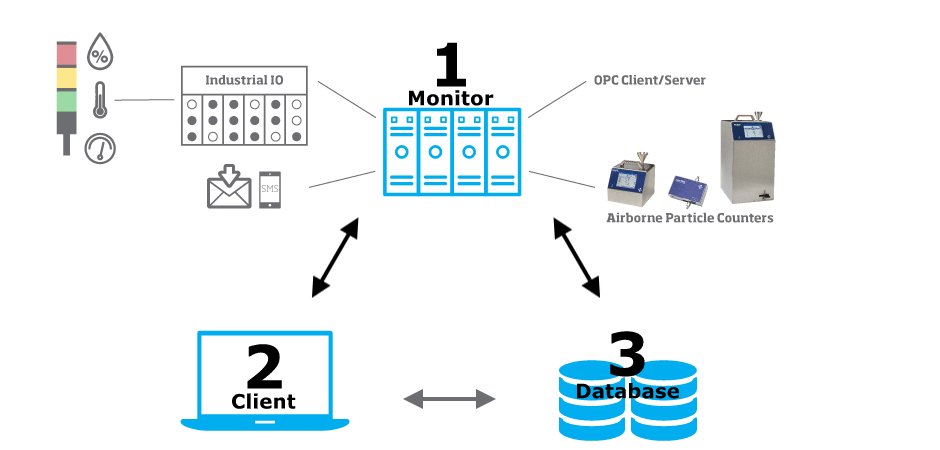 1
Monitor
Industrial IO
OPC Client/Server
%
SMS
Airborne Particle Counters
2
Client
3
Database